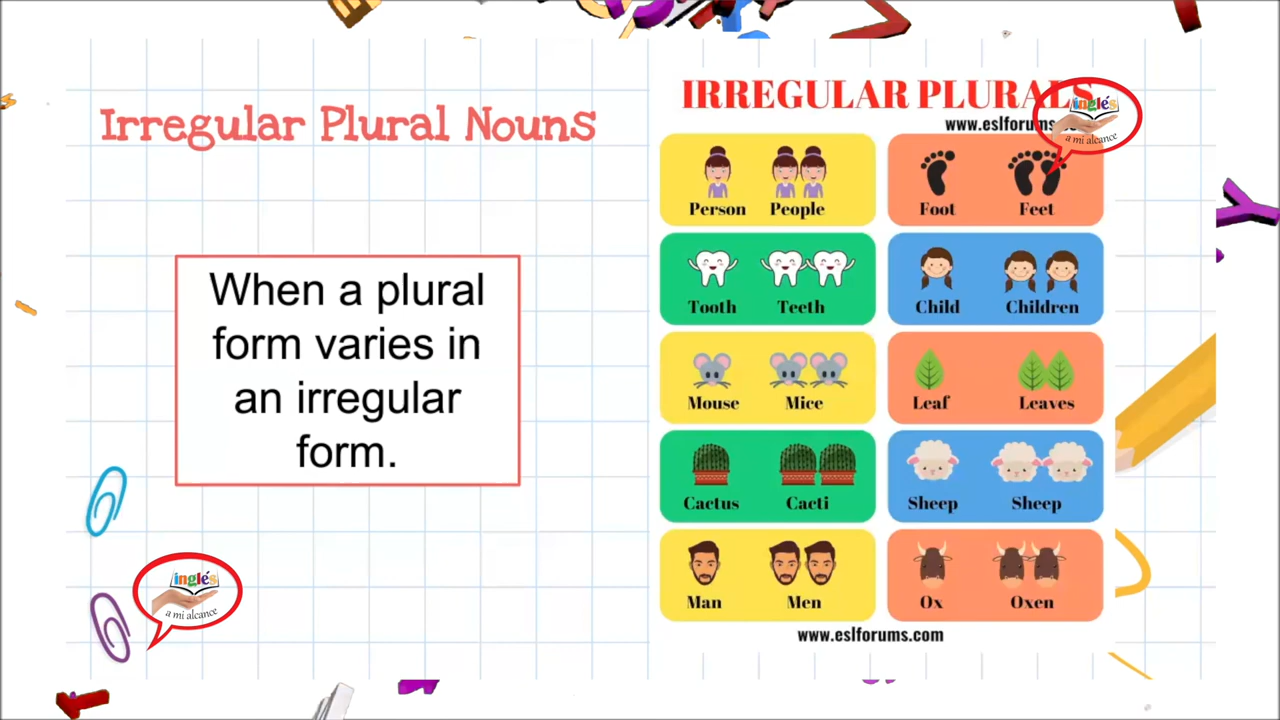 Irregular Plural Nouns
When a plural
form varies in
an irregular
form.
inglés
a mi alcance
IRREGULAR PLURALS
www.eslforums.
inglés
a mi alcance
Person People
Foot Feet
Tooth Teeth
Child Children
Mouse Mice
Leaf Leaves
Cactus Cacti
Sheep Sheep
Man Men
Ox Oxen
www.eslforums.com